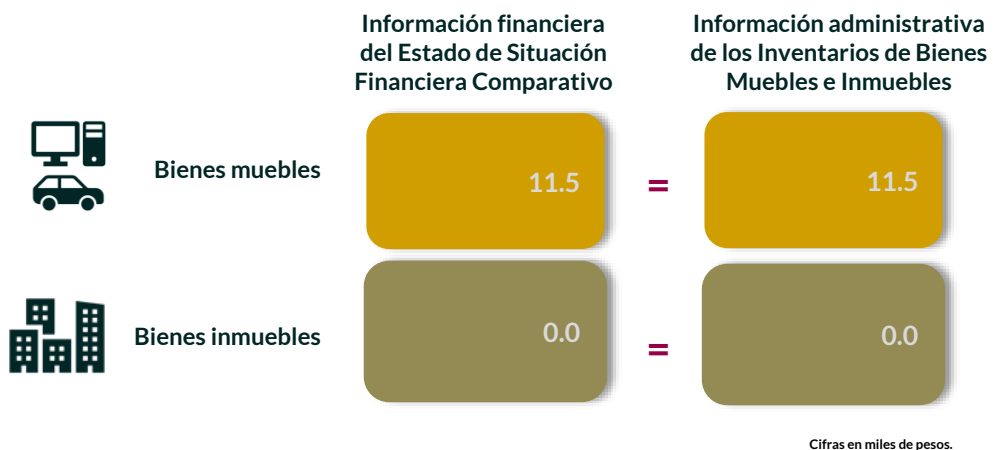 Información financiera
del Estado de Situación
Financiera Comparativo
Información administrativa
de los Inventarios de Bienes
Muebles e Inmuebles
Bienes muebles
11.5
=
11.5
Bienes inmuebles
0.0
=
0.0
Cifras en miles de pesos.